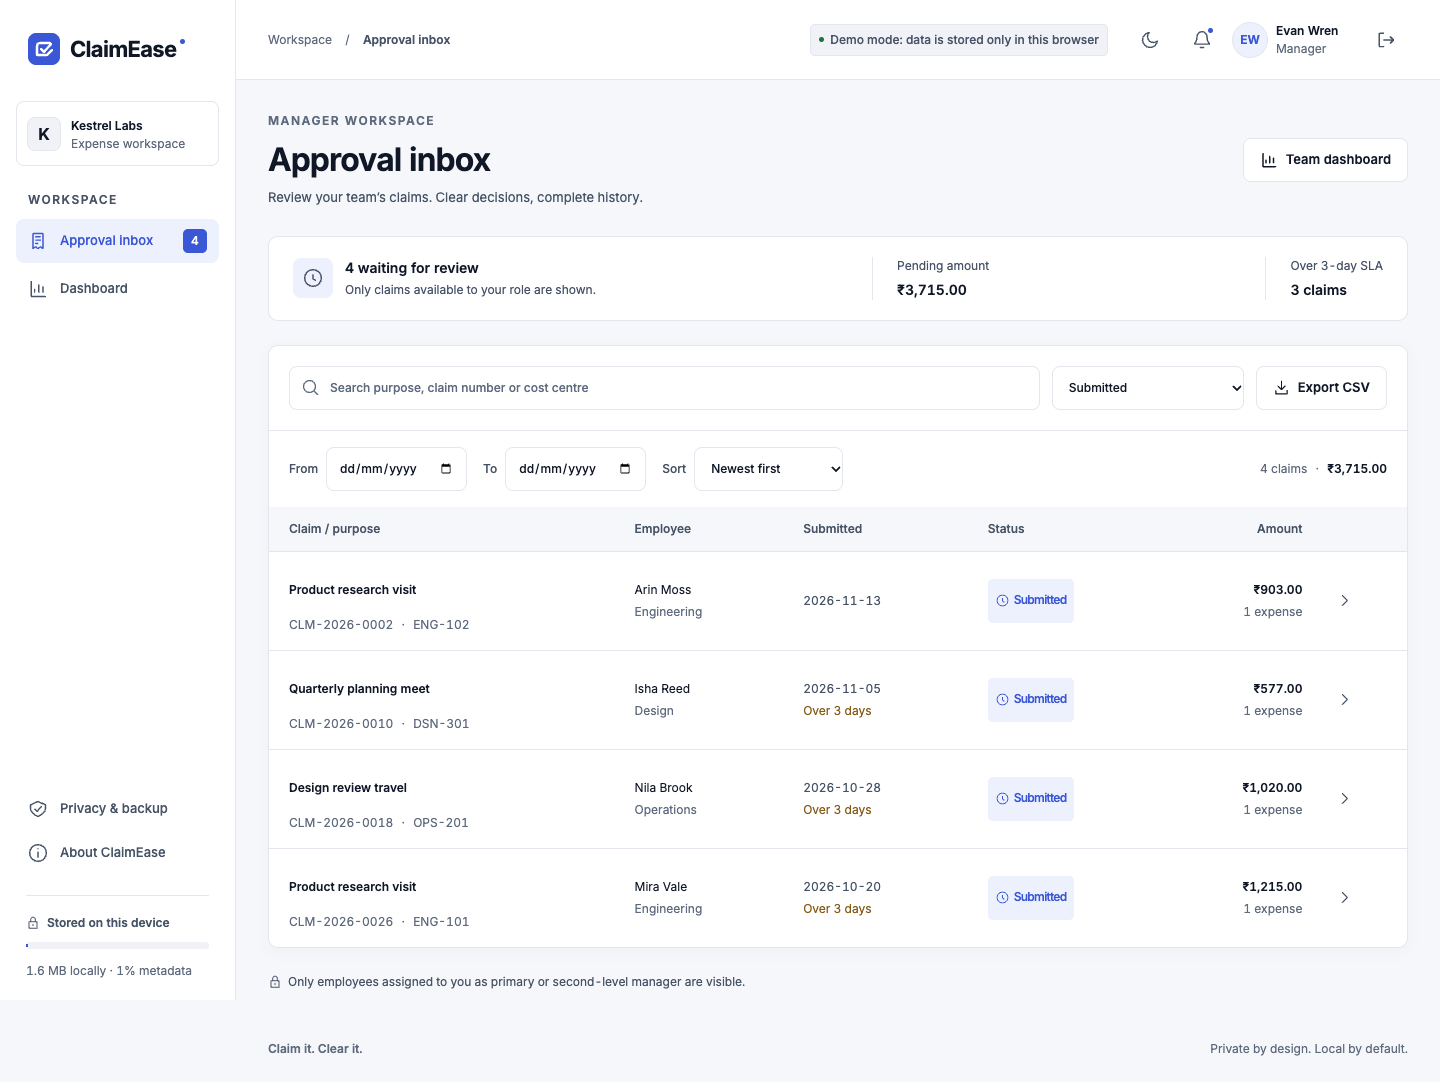 ClaimEase
K
Kestrel Labs
Expense workspace
WORKSPACE
Approval inbox 4
Dashboard
Privacy & backup
About ClaimEase
Stored on this device
1.6 MB locally · 1% metadata
Workspace / Approval inbox
Demo mode: data is stored only in this browser
EW
Evan Wren
Manager
MANAGER WORKSPACE
Approval inbox
Review your team's claims. Clear decisions, complete history.
Team dashboard
4 waiting for review
Only claims available to your role are shown.
Pending amount
₹3,715.00
Over 3-day SLA
3 claims
Search purpose, claim number or cost centre
Submitted
Export CSV
From dd/mm/yyyy To dd/mm/yyyy Sort Newest first
4 claims · ₹3,715.00
Claim / purpose Employee Submitted Status Amount
Product research visit
CLM-2026-0002 · ENG-102
Arin Moss
Engineering
2026-11-13
Submitted
₹903.00
1 expense
Quarterly planning meet
CLM-2026-0010 · DSN-301
Isha Reed
Design
2026-11-05
Over 3 days
Submitted
₹577.00
1 expense
Design review travel
CLM-2026-0018 · OPS-201
Nila Brook
Operations
2026-10-28
Over 3 days
Submitted
₹1,020.00
1 expense
Product research visit
CLM-2026-0026 · ENG-101
Mira Vale
Engineering
2026-10-20
Over 3 days
Submitted
₹1,215.00
1 expense
Only employees assigned to you as primary or second-level manager are visible.
Claim it. Clear it.
Private by design. Local by default.